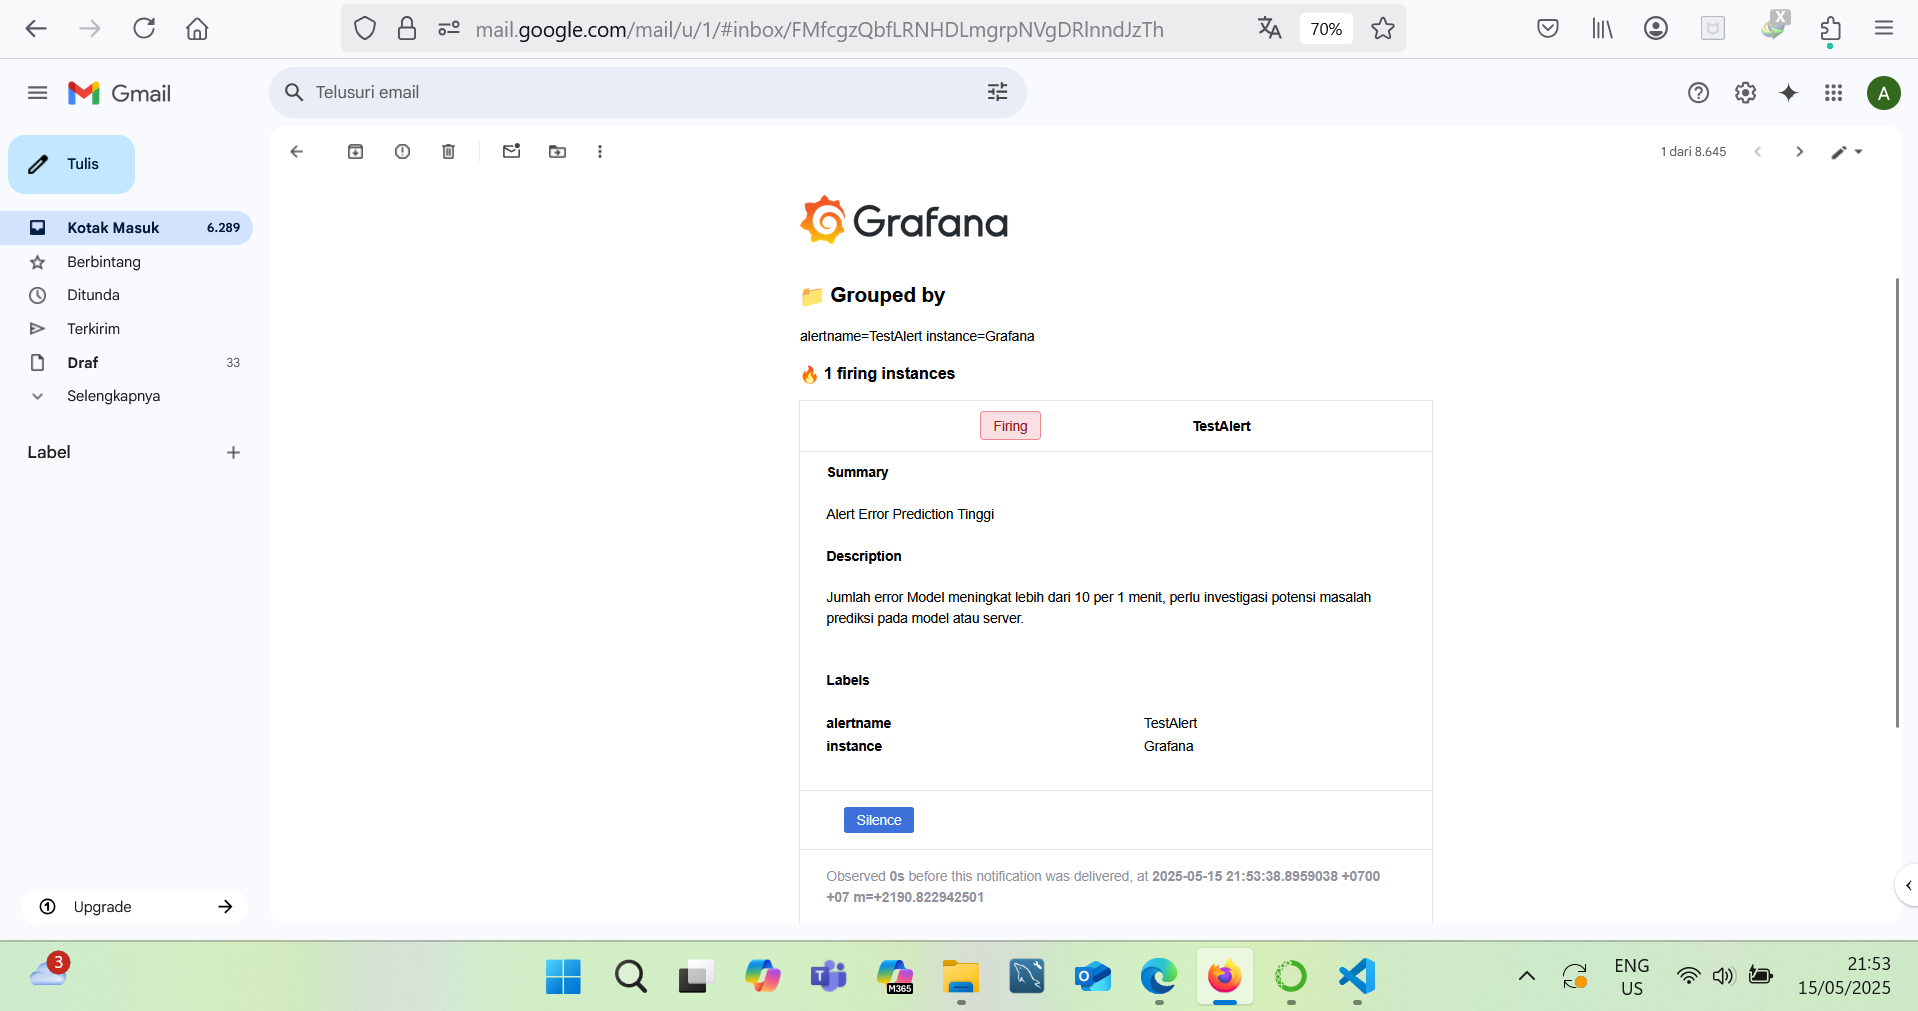 mail.google.com/mail/u/1/#inbox/FMfcgzQbfLRNHDLmgrpNVgDRlnndJzTh
70%
X
Gmail
Telusuri email
A
Tulis
1 dari 8.645
Kotak Masuk 6.289
Berbintang
Ditunda
Terkirim
Draf 33
Selengkapnya
Label
Upgrade
Grafana
Grouped by
alertname=TestAlert instance=Grafana
1 firing instances
Firing TestAlert
Summary
Alert Error Prediction Tinggi
Description
Jumlah error Model meningkat lebih dari 10 per 1 menit, perlu investigasi potensi masalah
prediksi pada model atau server.
Labels
alertname TestAlert
instance Grafana
Silence
Observed 0s before this notification was delivered, at 2025-05-15 21:53:38.8959038 +0700
+07 m=+2190.822942501
3
M365
ENG
US
21:53
15/05/2025